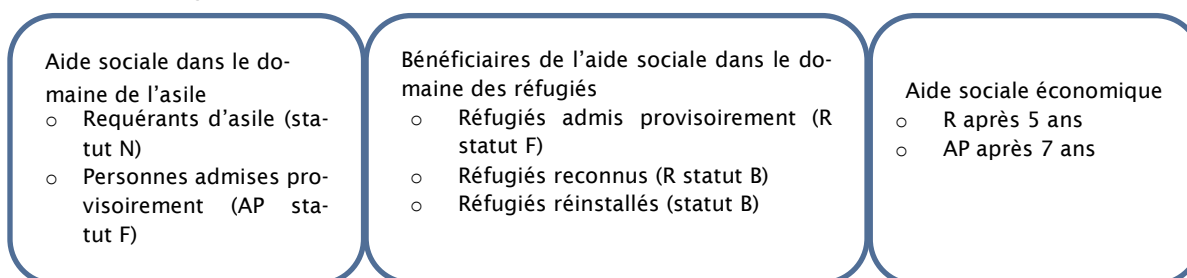 Aide sociale dans le do-
maine de l’asile
o Requérants d’asile (sta-
tut N)
o Personnes admises pro-
visoirement (AP sta-
tut F)
Bénéficiaires de l’aide sociale dans le do-
maine des réfugiés
o Réfugiés admis provisoirement (R
statut F)
o Réfugiés reconnus (R statut B)
o Réfugiés réinstallés (statut B)
Aide sociale économique
o R après 5 ans
o AP après 7 ans